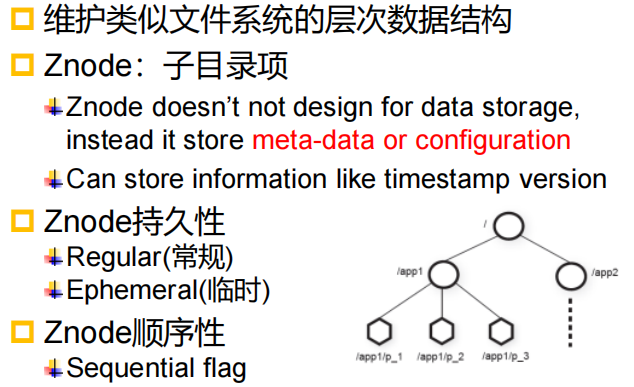 维护类似文件系统的层次数据结构
Znode：子目录项
Znode doesn’t not design for data storage,
instead it store meta-data or configuration
Can store information like timestamp version
Znode持久性
Regular(常规)
Ephemeral(临时)
Znode顺序性
Sequential flag
/
/app1
/app2
/app1/p_1
/app1/p_2
/app1/p_3